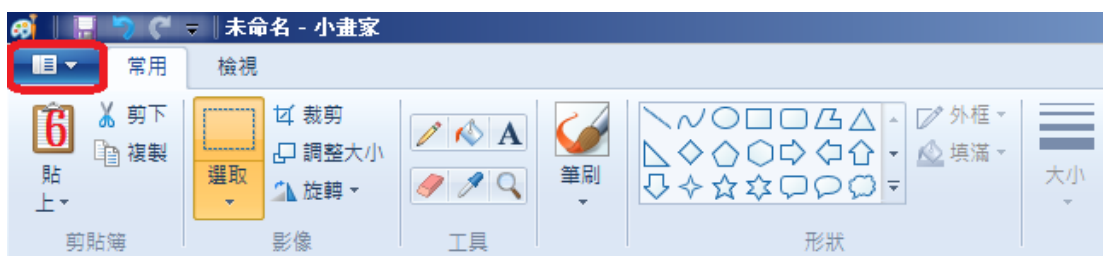 未命名 - 小畫家
常用 檢視
6 貼上
剪下
複製
選取
裁剪
調整大小
旋轉
A
筆刷
外框
填滿
大小
剪貼簿 影像 工具 形狀